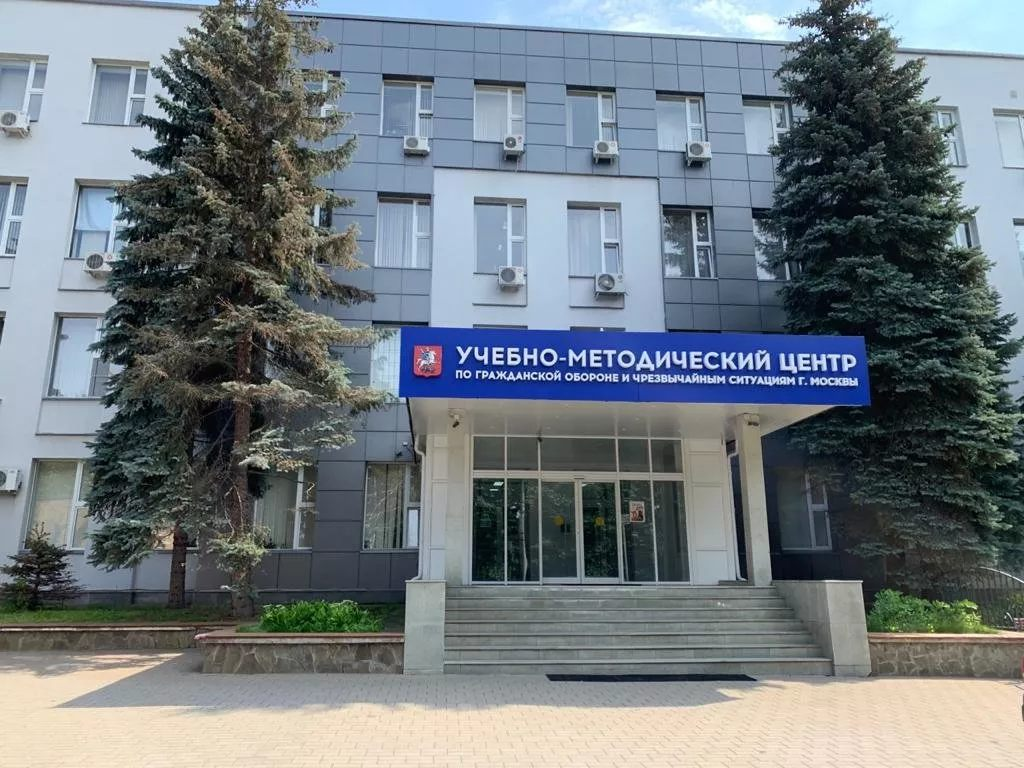 УЧЕБНО-МЕТОДИЧЕСКИЙ ЦЕНТР
ПО ГРАЖДАНСКОЙ ОБОРОНЕ И ЧРЕЗВЫЧАЙНЫМ СИТУАЦИЯМ Г. МОСКВЫ